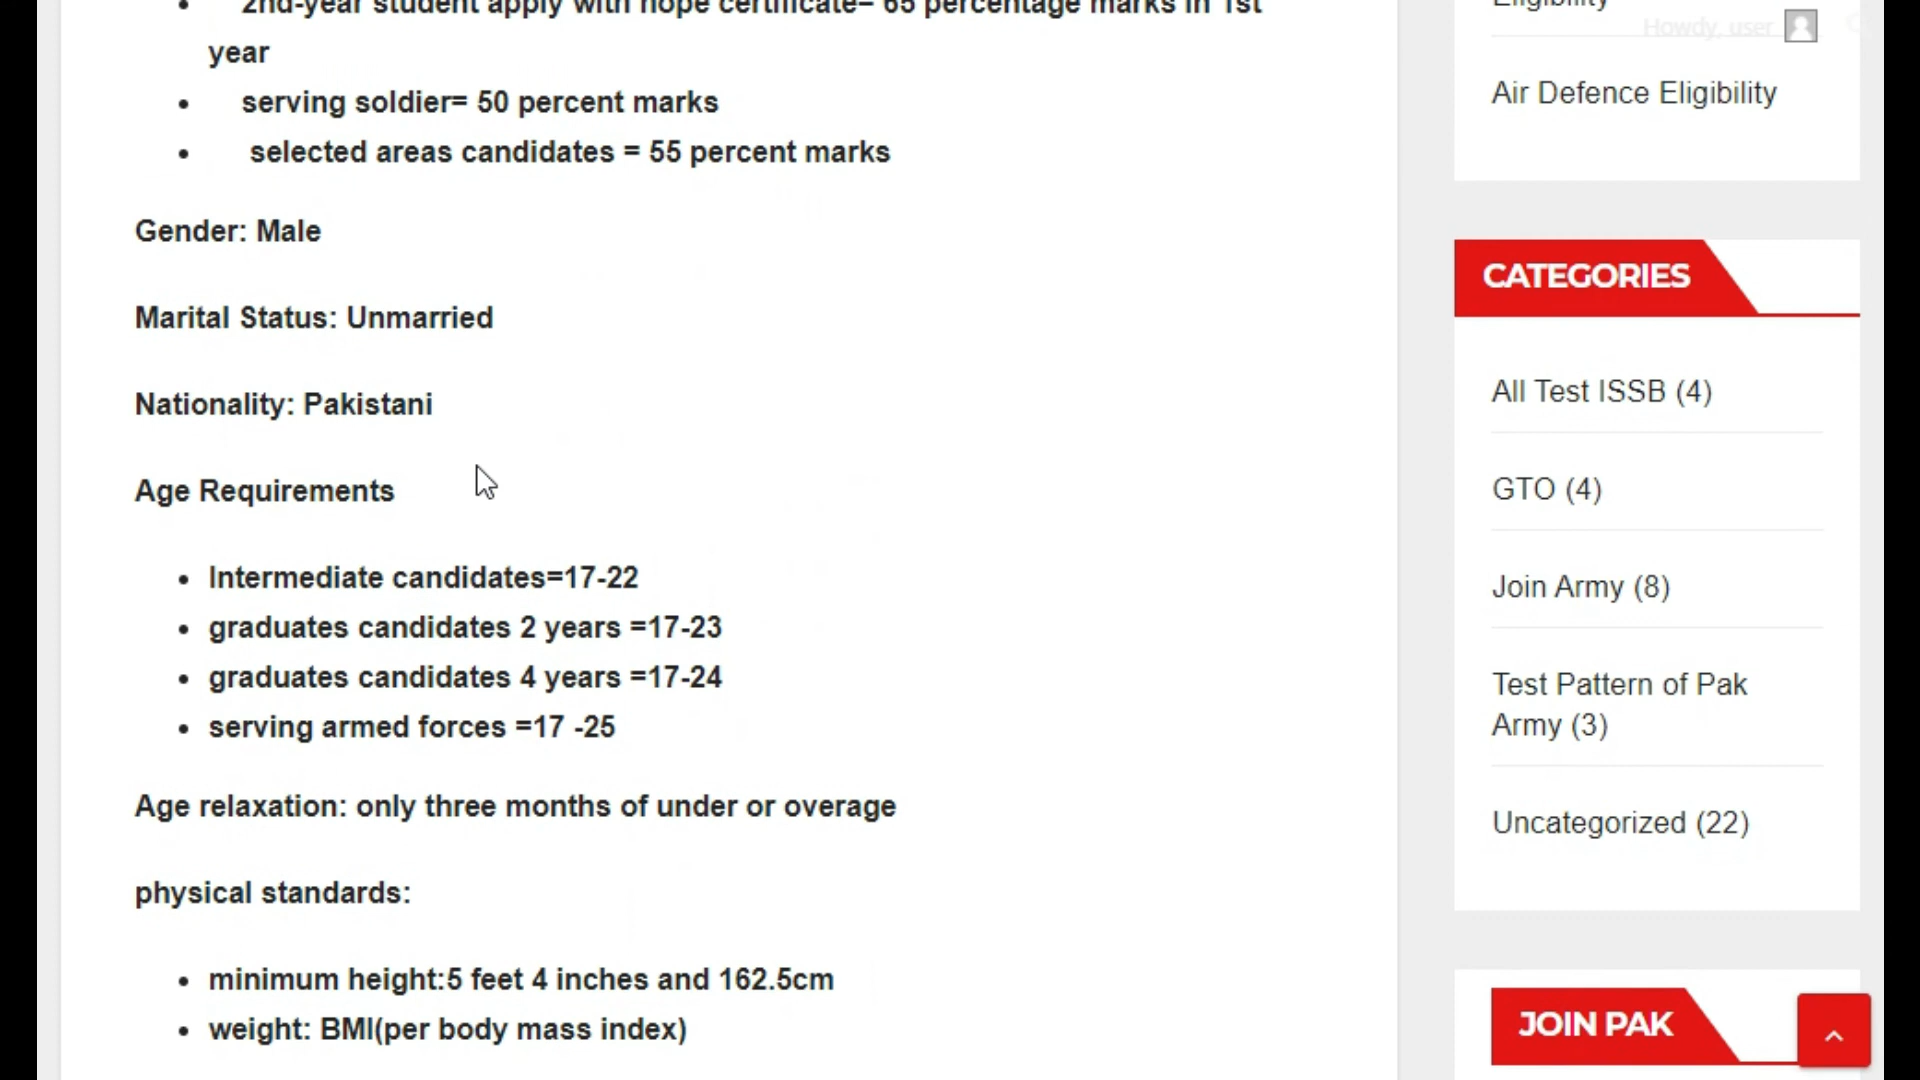 2nd-year student apply with hope certificate= 65 percentage marks in 1st
year
serving soldier= 50 percent marks
selected areas candidates = 55 percent marks
Gender: Male
Marital Status: Unmarried
Nationality: Pakistani
Age Requirements
Intermediate candidates=17-22
graduates candidates 2 years =17-23
graduates candidates 4 years =17-24
serving armed forces =17 -25
Age relaxation: only three months of under or overage
physical standards:
minimum height:5 feet 4 inches and 162.5cm
weight: BMI(per body mass index)
Eligibility
Howdy, user
Air Defence Eligibility
CATEGORIES
All Test ISSB (4)
GTO (4)
Join Army (8)
Test Pattern of Pak
Army (3)
Uncategorized (22)
JOIN PAK